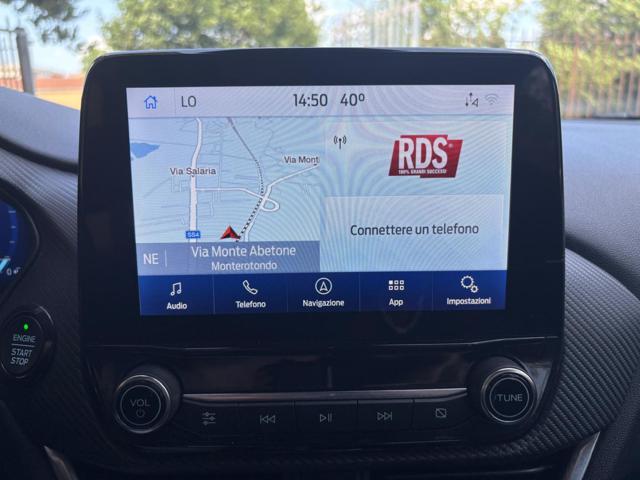 LO 14:50 40°
Via Salaria
Via Mont
SS4
RDS
100% GRANDI SUCCESSI
Connettere un telefono
NE
Via Monte Abetone
Monterotondo
Audio
Telefono
Navigazione
App
Impostazioni
ENGINE
START
STOP
VOL
TUNE